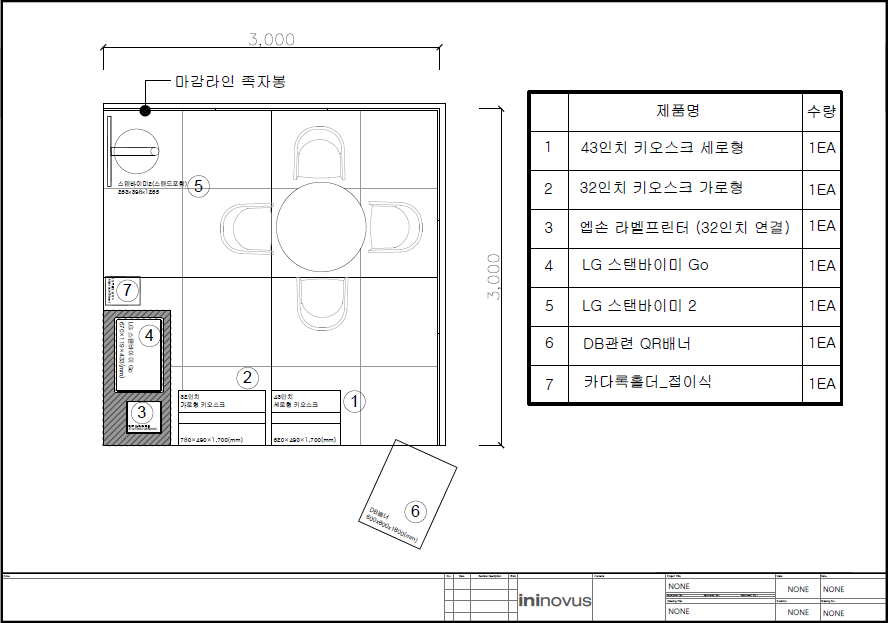 3,000
마감라인 족자봉
3,000
스탠바이미2(스탠드포함)
5
7
LG 스탠바이미 Go
670×119×433(mm)
4
3
2
32인치
가로형 키오스크
780×490×1,700(mm)
1
43인치
세로형 키오스크
620×490×1,700(mm)
DB배너
600x800x1800(mm)
6
제품명 수량
1 43인치 키오스크 세로형 1EA
2 32인치 키오스크 가로형 1EA
3 엡손 라벨프린터 (32인치 연결) 1EA
4 LG 스탠바이미 Go 1EA
5 LG 스탠바이미 2 1EA
6 DB관련 QR배너 1EA
7 카다록홀더_접이식 1EA
ininovus
NONE
NONE
NONE
NONE
NONE
NONE